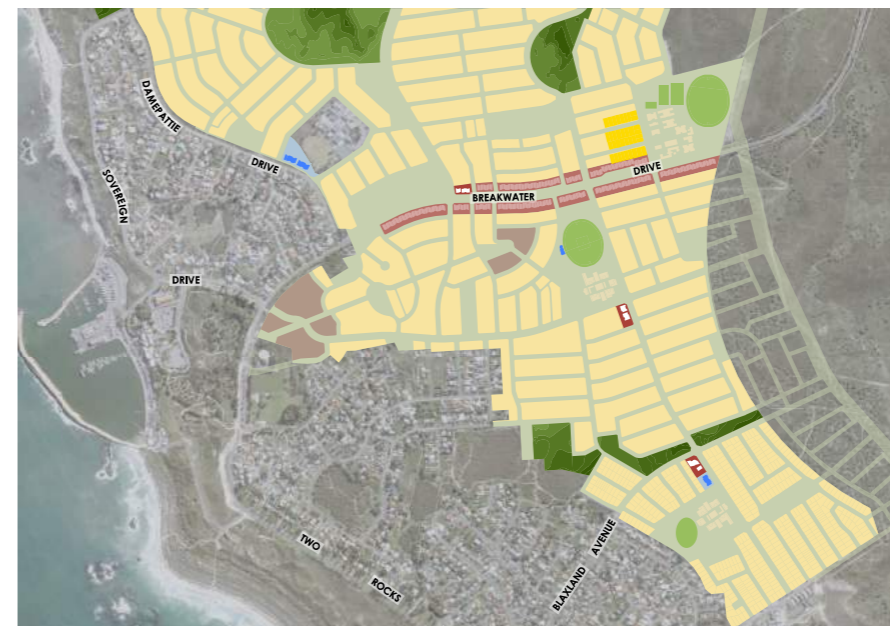 DAMEPATTIE
DRIVE
SOVEREIGN
DRIVE
BREAKWATER
DRIVE
TWO
ROCKS
BLAXLAND AVENUE